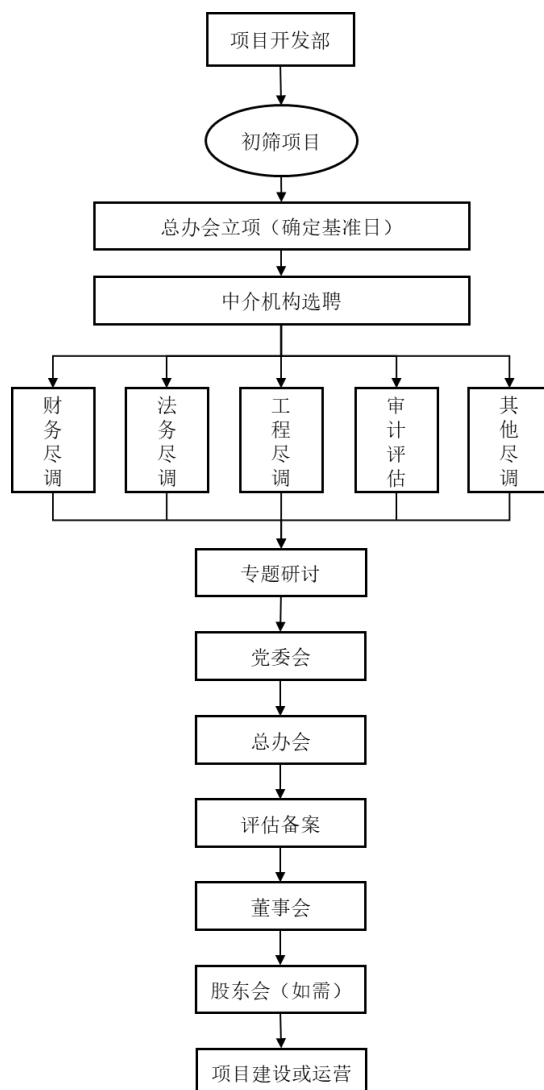 项目开发部
初筛项目
总办会立项（确定基准日）
中介机构选聘
财务尽调
法务尽调
工程尽调
审计评估
其他尽调
专题研讨
党委会
总办会
评估备案
董事会
股东会（如需）
项目建设或运营